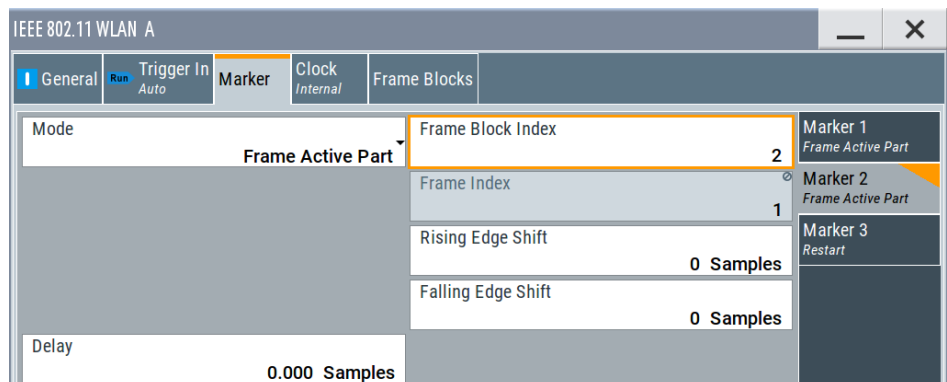 IEEE 802.11 WLAN A
General
Run
Trigger In
Auto
Marker
Clock
Internal
Frame Blocks
Mode
Frame Active Part
Frame Block Index
2
Frame Index
1
Rising Edge Shift
0 Samples
Falling Edge Shift
0 Samples
Delay
0.000 Samples
Marker 1
Frame Active Part
Marker 2
Frame Active Part
Marker 3
Restart